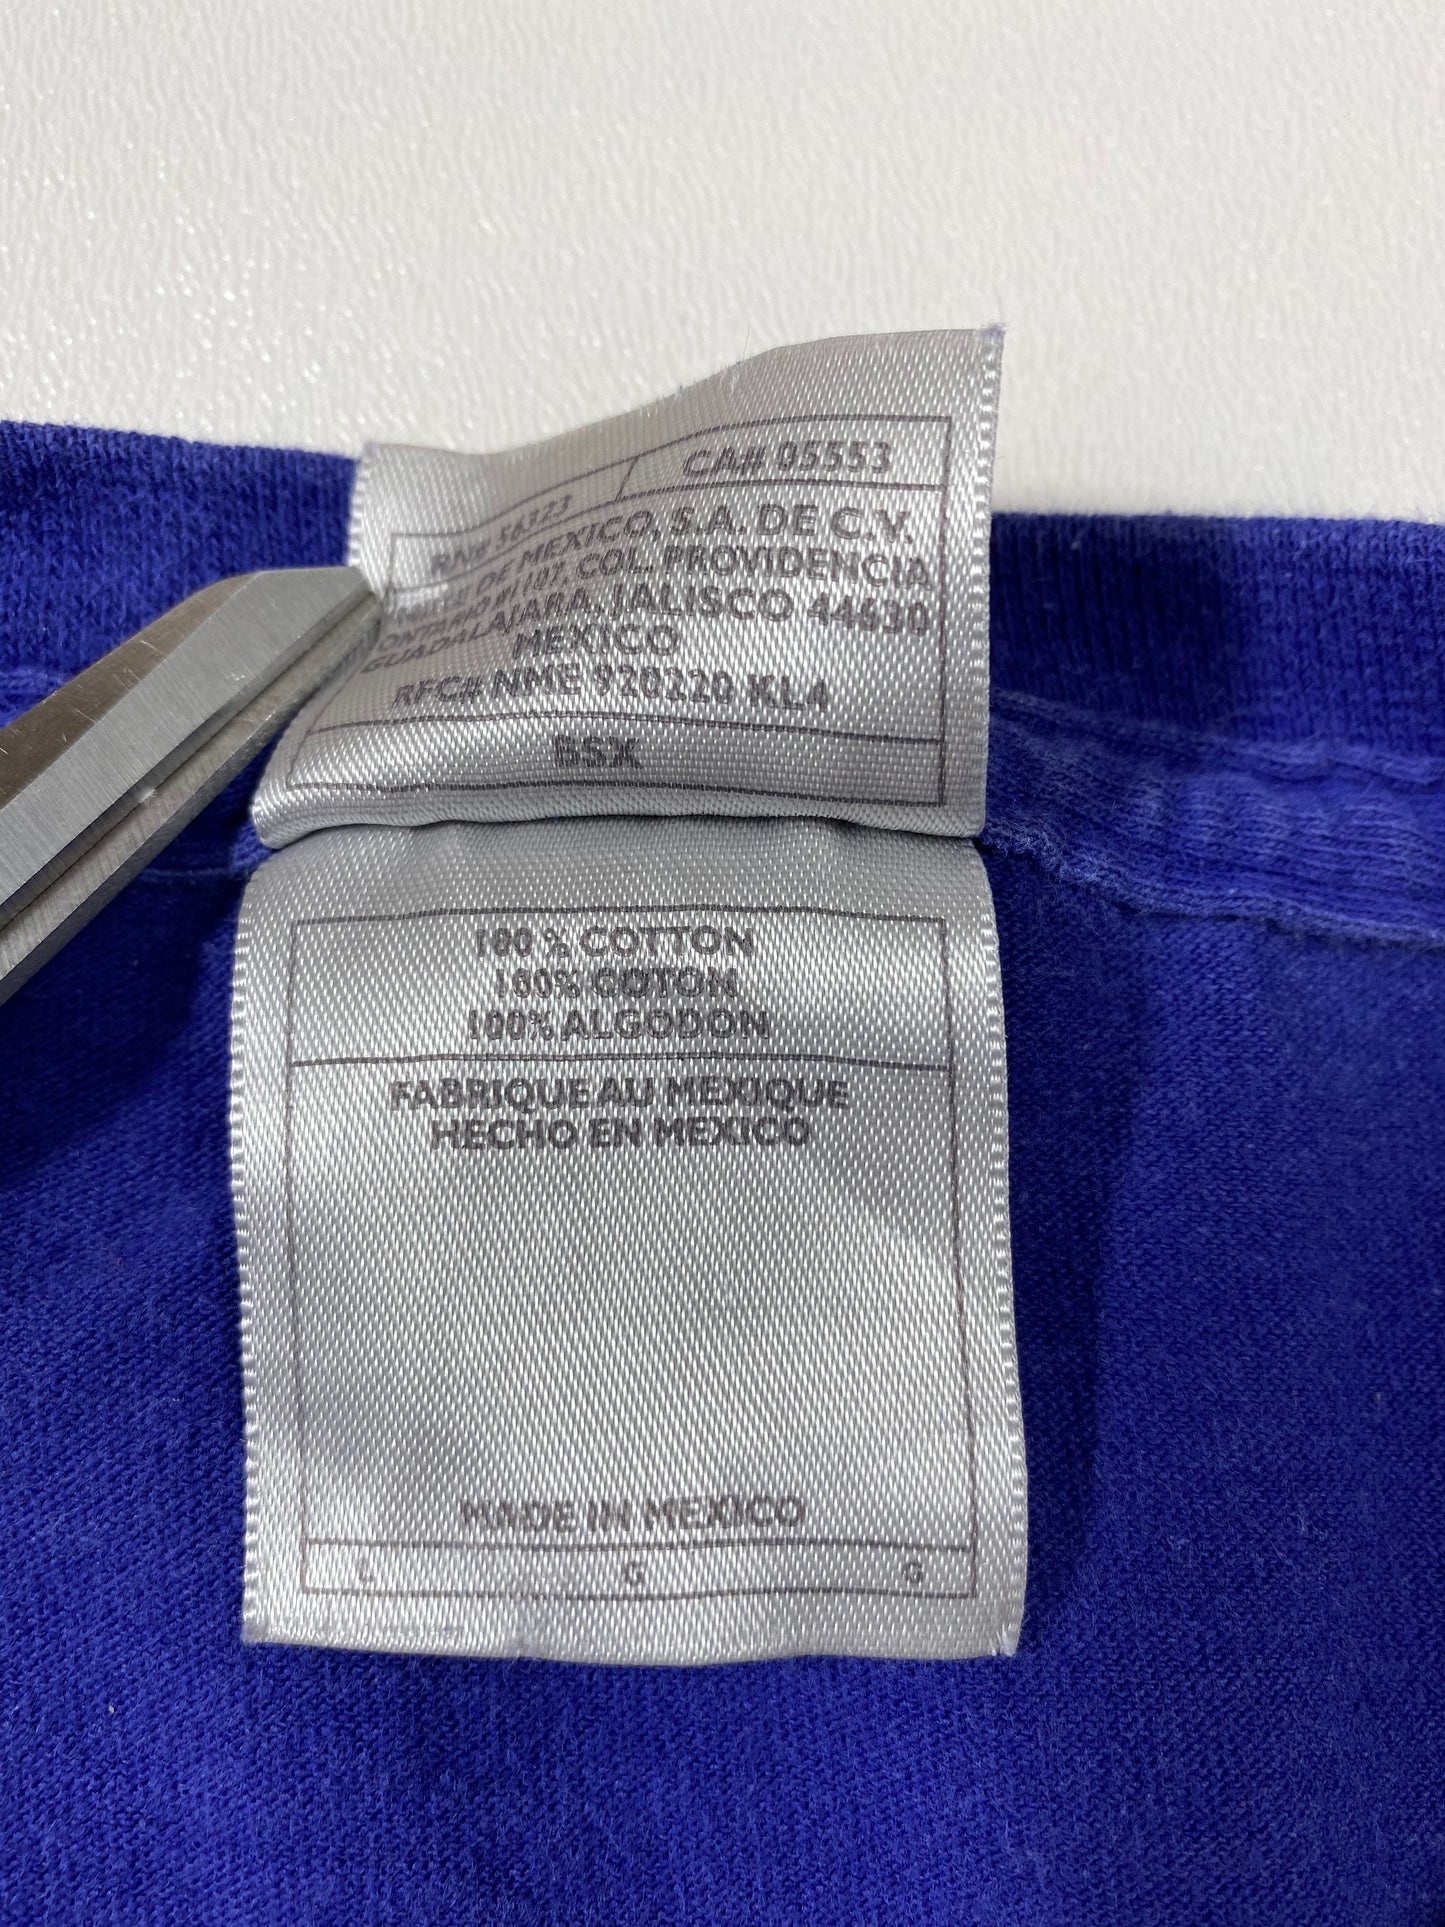 RN# 56323 CA# 05553
DE MEXICO, S.A. DE C.V.
ONTARIO #1107, COL. PROVIDENCIA
GUADALAJARA, JALISCO 44630
MEXICO
RFC# NME 920220 KL4
BSX
100% COTTON
100% COTON
100% ALGODON
FABRIQUE AU MEXIQUE
HECHO EN MEXICO
MADE IN MEXICO
L G G